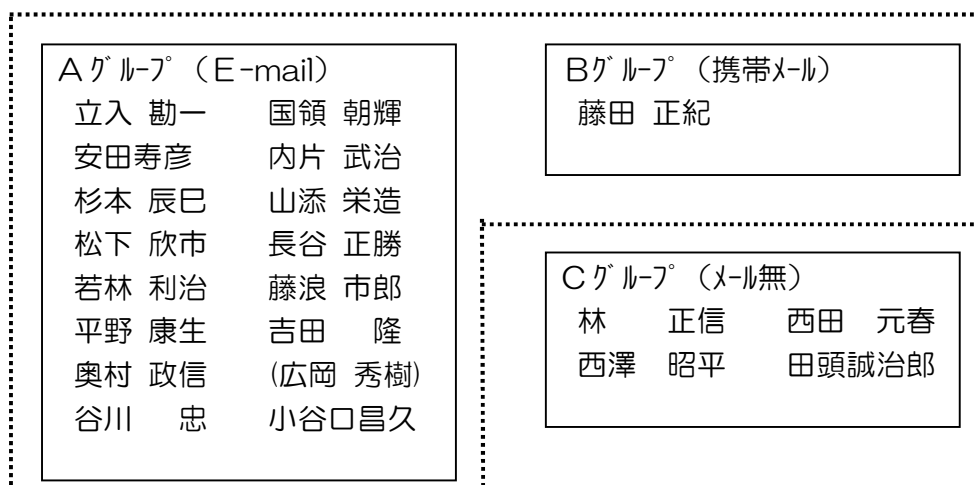 Aｸﾞﾙｰﾌﾟ（E-mail）
立入 勘一　国領 朝輝
安田寿彦　内片 武治
杉本 辰巳　山添 栄造
松下 欣市　長谷 正勝
若林 利治　藤浪 市郎
平野 康生　吉田　隆
奥村 政信　(広岡 秀樹)
谷川　忠　小谷口昌久
Bｸﾞﾙｰﾌﾟ（携帯ﾒｰﾙ）
藤田 正紀
Cｸﾞﾙｰﾌﾟ（ﾒｰﾙ無）
林　正信　西田　元春
西澤　昭平　田頭誠治郎